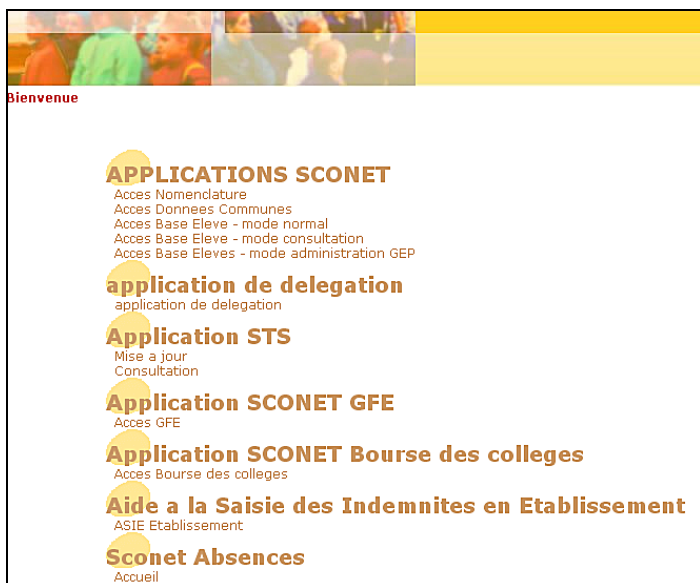 Bienvenue
APPLICATIONS SCONET
Acces Nomenclature
Acces Donnees Communes
Acces Base Eleve - mode normal
Acces Base Eleve - mode consultation
Acces Base Eleves - mode administration GEP
application de delegation
application de delegation
Application STS
Mise a jour
Consultation
Application SCONET GFE
Acces GFE
Application SCONET Bourse des colleges
Acces Bourse des colleges
Aide a la Saisie des Indemnites en Etablissement
ASIE Etablissement
Sconet Absences
Accueil